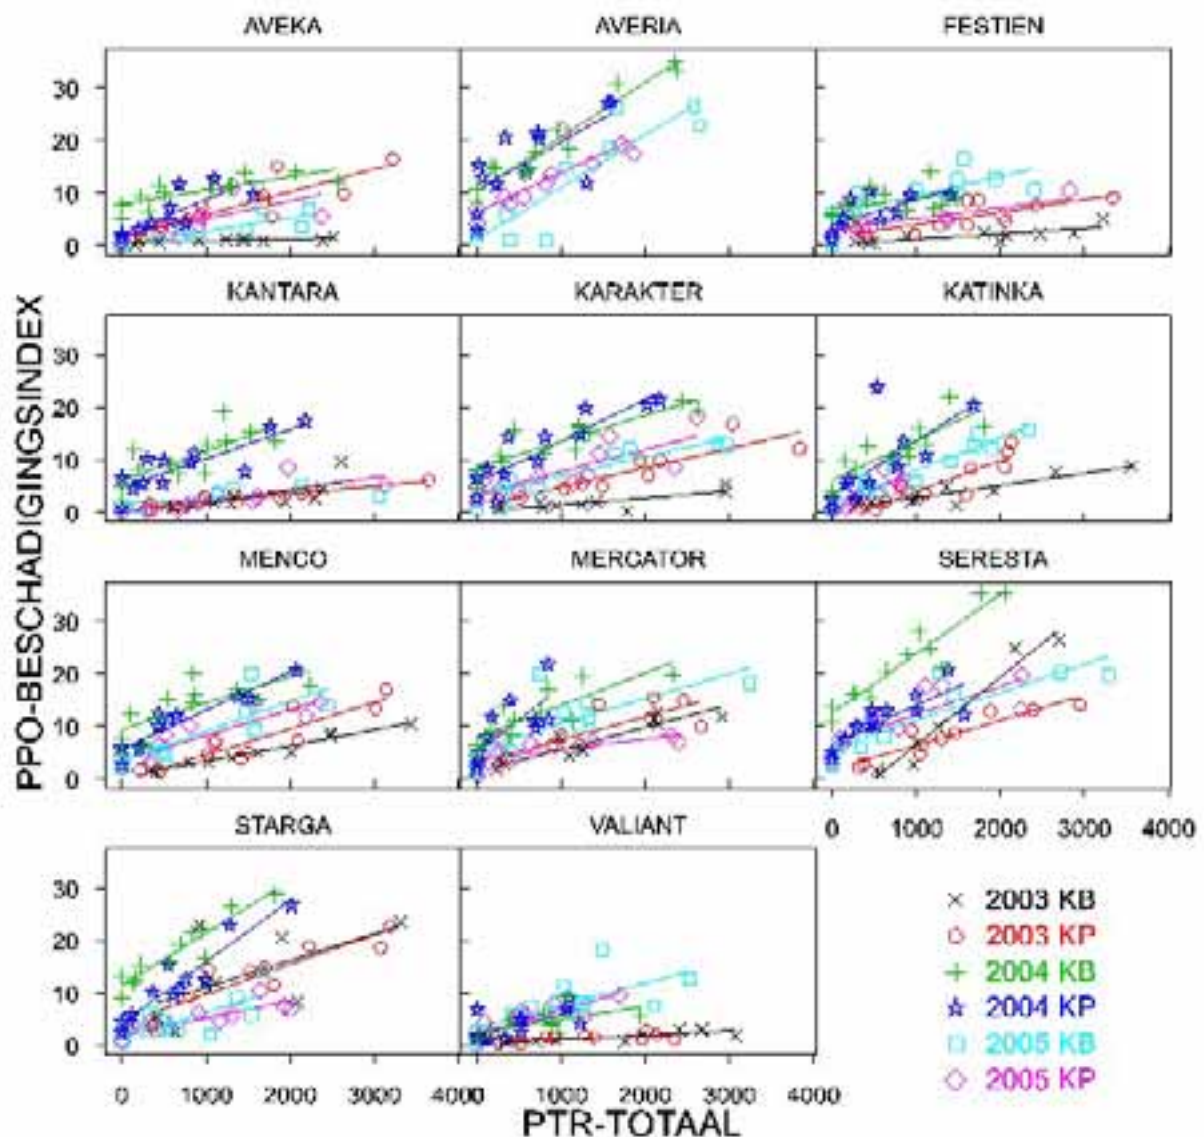 AVEKA AVERIA FESTIEN
30
20
10
0
KANTARA KARAKTER KATINKA
30
20
10
0
MENCO MERCATOR SERESTA
30
20
10
0
0 1000 2000 3000 4000
STARGA VALIANT
30
20
10
0
0 1000 2000 3000 4000 1000 2000 3000 4000
PPO-BESCHADIGINGSINDEX
PTR-TOTAAL
2003 KB
2003 KP
2004 KB
2004 KP
2005 KB
2005 KP